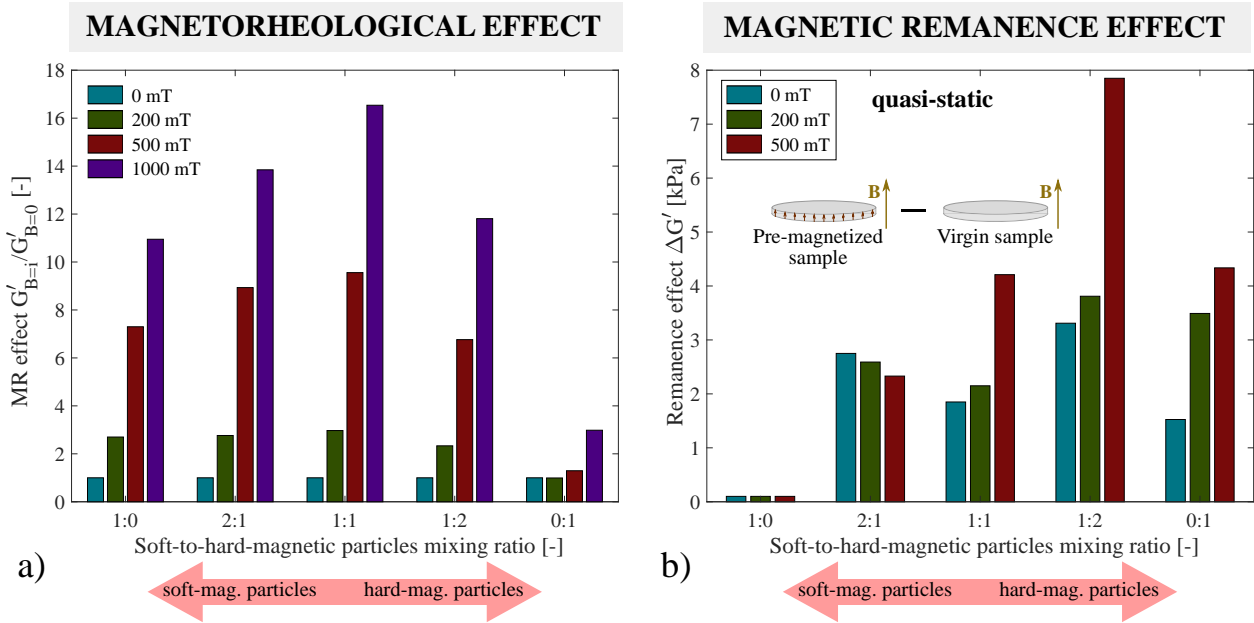 MAGNETORHEOLOGICAL EFFECT
18
16
14
12
10
8
6
4
2
0
MR effect G′B=i/G′B=0 [-]
0 mT
200 mT
500 mT
1000 mT
1:0
2:1
1:1
1:2
0:1
Soft-to-hard-magnetic particles mixing ratio [-]
a)
soft-mag. particles
hard-mag. particles
MAGNETIC REMANENCE EFFECT
8
7
6
5
4
3
2
1
0
Remanence effect ΔG′ [kPa]
0 mT
200 mT
500 mT
quasi-static
B
B
Pre-magnetized
sample
Virgin sample
1:0
2:1
1:1
1:2
0:1
Soft-to-hard-magnetic particles mixing ratio [-]
b)
soft-mag. particles
hard-mag. particles